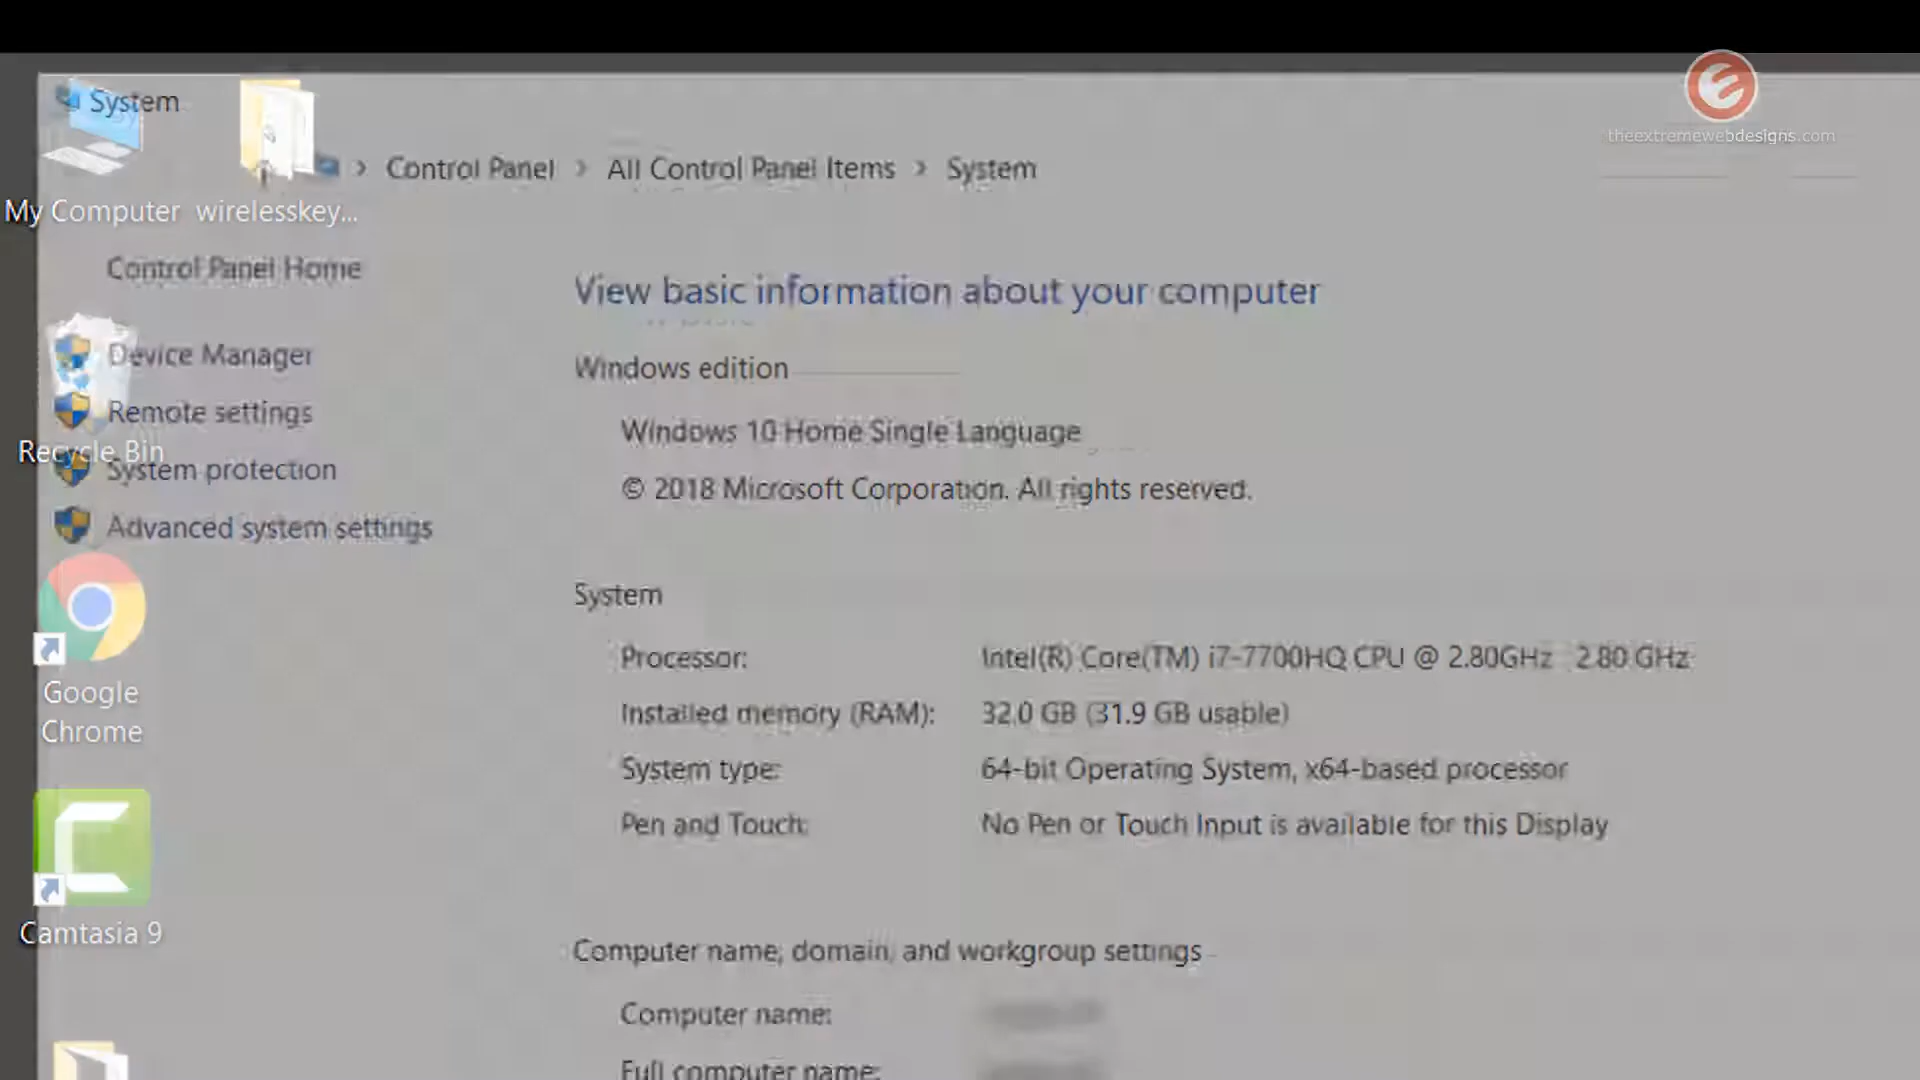 System
theextremewebdesigns.com
Control Panel > All Control Panel Items > System
My Computer
wirelesskey...
Control Panel Home
View basic information about your computer
Device Manager
Windows edition
Remote settings
Windows 10 Home Single Language
Recycle Bin
System protection
© 2018 Microsoft Corporation. All rights reserved.
Advanced system settings
System
Processor: Intel(R) Core(TM) i7-7700HQ CPU @ 2.80GHz 2.80 GHz
Google
Chrome
Installed memory (RAM): 32.0 GB (31.9 GB usable)
System type: 64-bit Operating System, x64-based processor
Pen and Touch: No Pen or Touch Input is available for this Display
Camtasia 9
Computer name, domain, and workgroup settings
Computer name:
Full computer name: